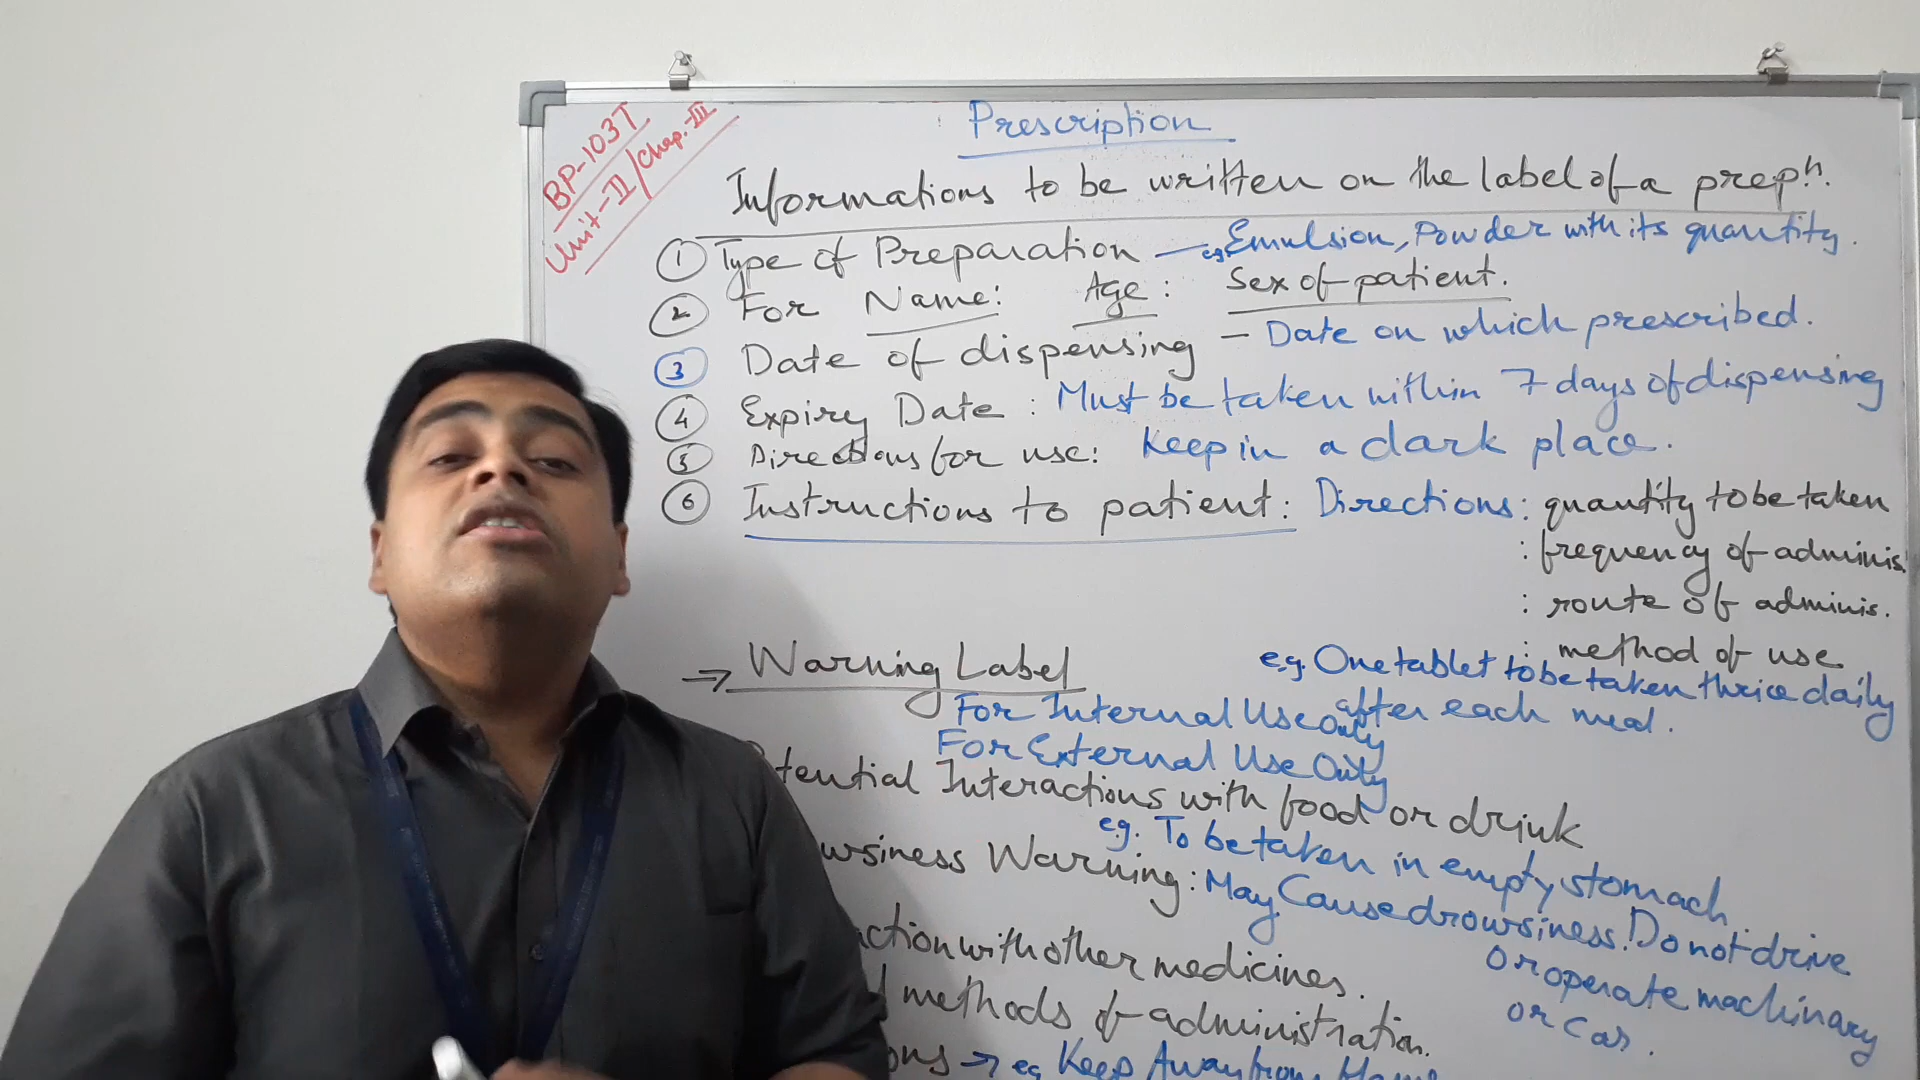 BP-103T
Unit-II/Chap.-III
Prescription
Informations to be written on the label of a prepⁿ.
① Type of Preparation — eg. Emulsion, Powder with its quantity.
② For Name: Age: Sex of patient.
③ Date of dispensing – Date on which prescribed.
④ Expiry Date : Must be taken within 7 days of dispensing
⑤ Directions for use: Keep in a dark place.
⑥ Instructions to patient: Directions: quantity to be taken
: frequency of adminis.
: route of adminis.
: method of use
e.g. One tablet to be taken thrice daily
after each meal.
→ Warning Label
For Internal Use Only
For External Use Only
tential Interactions with food or drink
e.g. To be taken in empty stomach.
wsiness Warning: May Cause drowsiness. Do not drive
or operate machinary
or car.
action with other medicines.
l methods of administration.
ons → eg Keep Away from